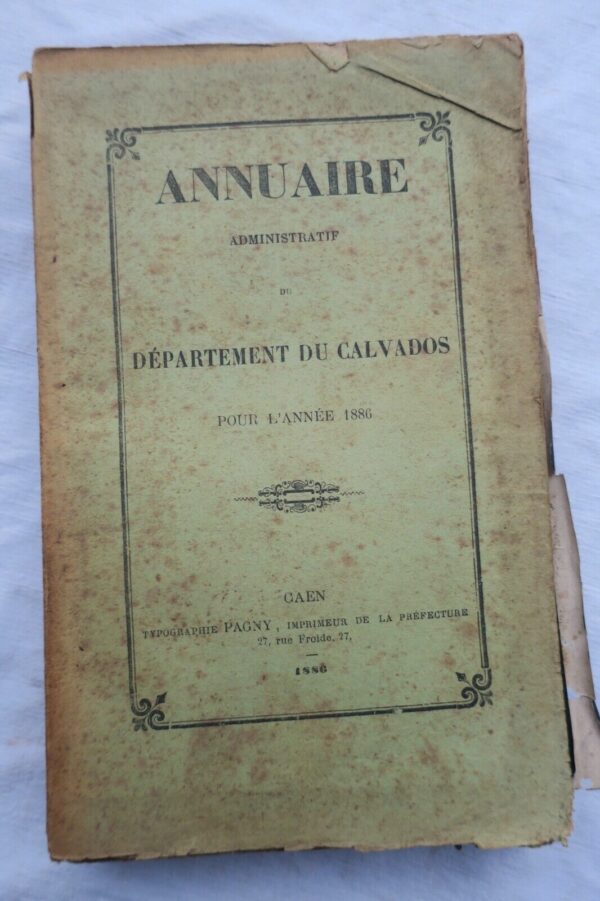 ANNUAIRE
ADMINISTRATIF
DU
DÉPARTEMENT DU CALVADOS
POUR L'ANNÉE 1886
CAEN
TYPOGRAPHIE PAGNY, IMPRIMEUR DE LA PRÉFECTURE
27, rue Froide, 27,
1886